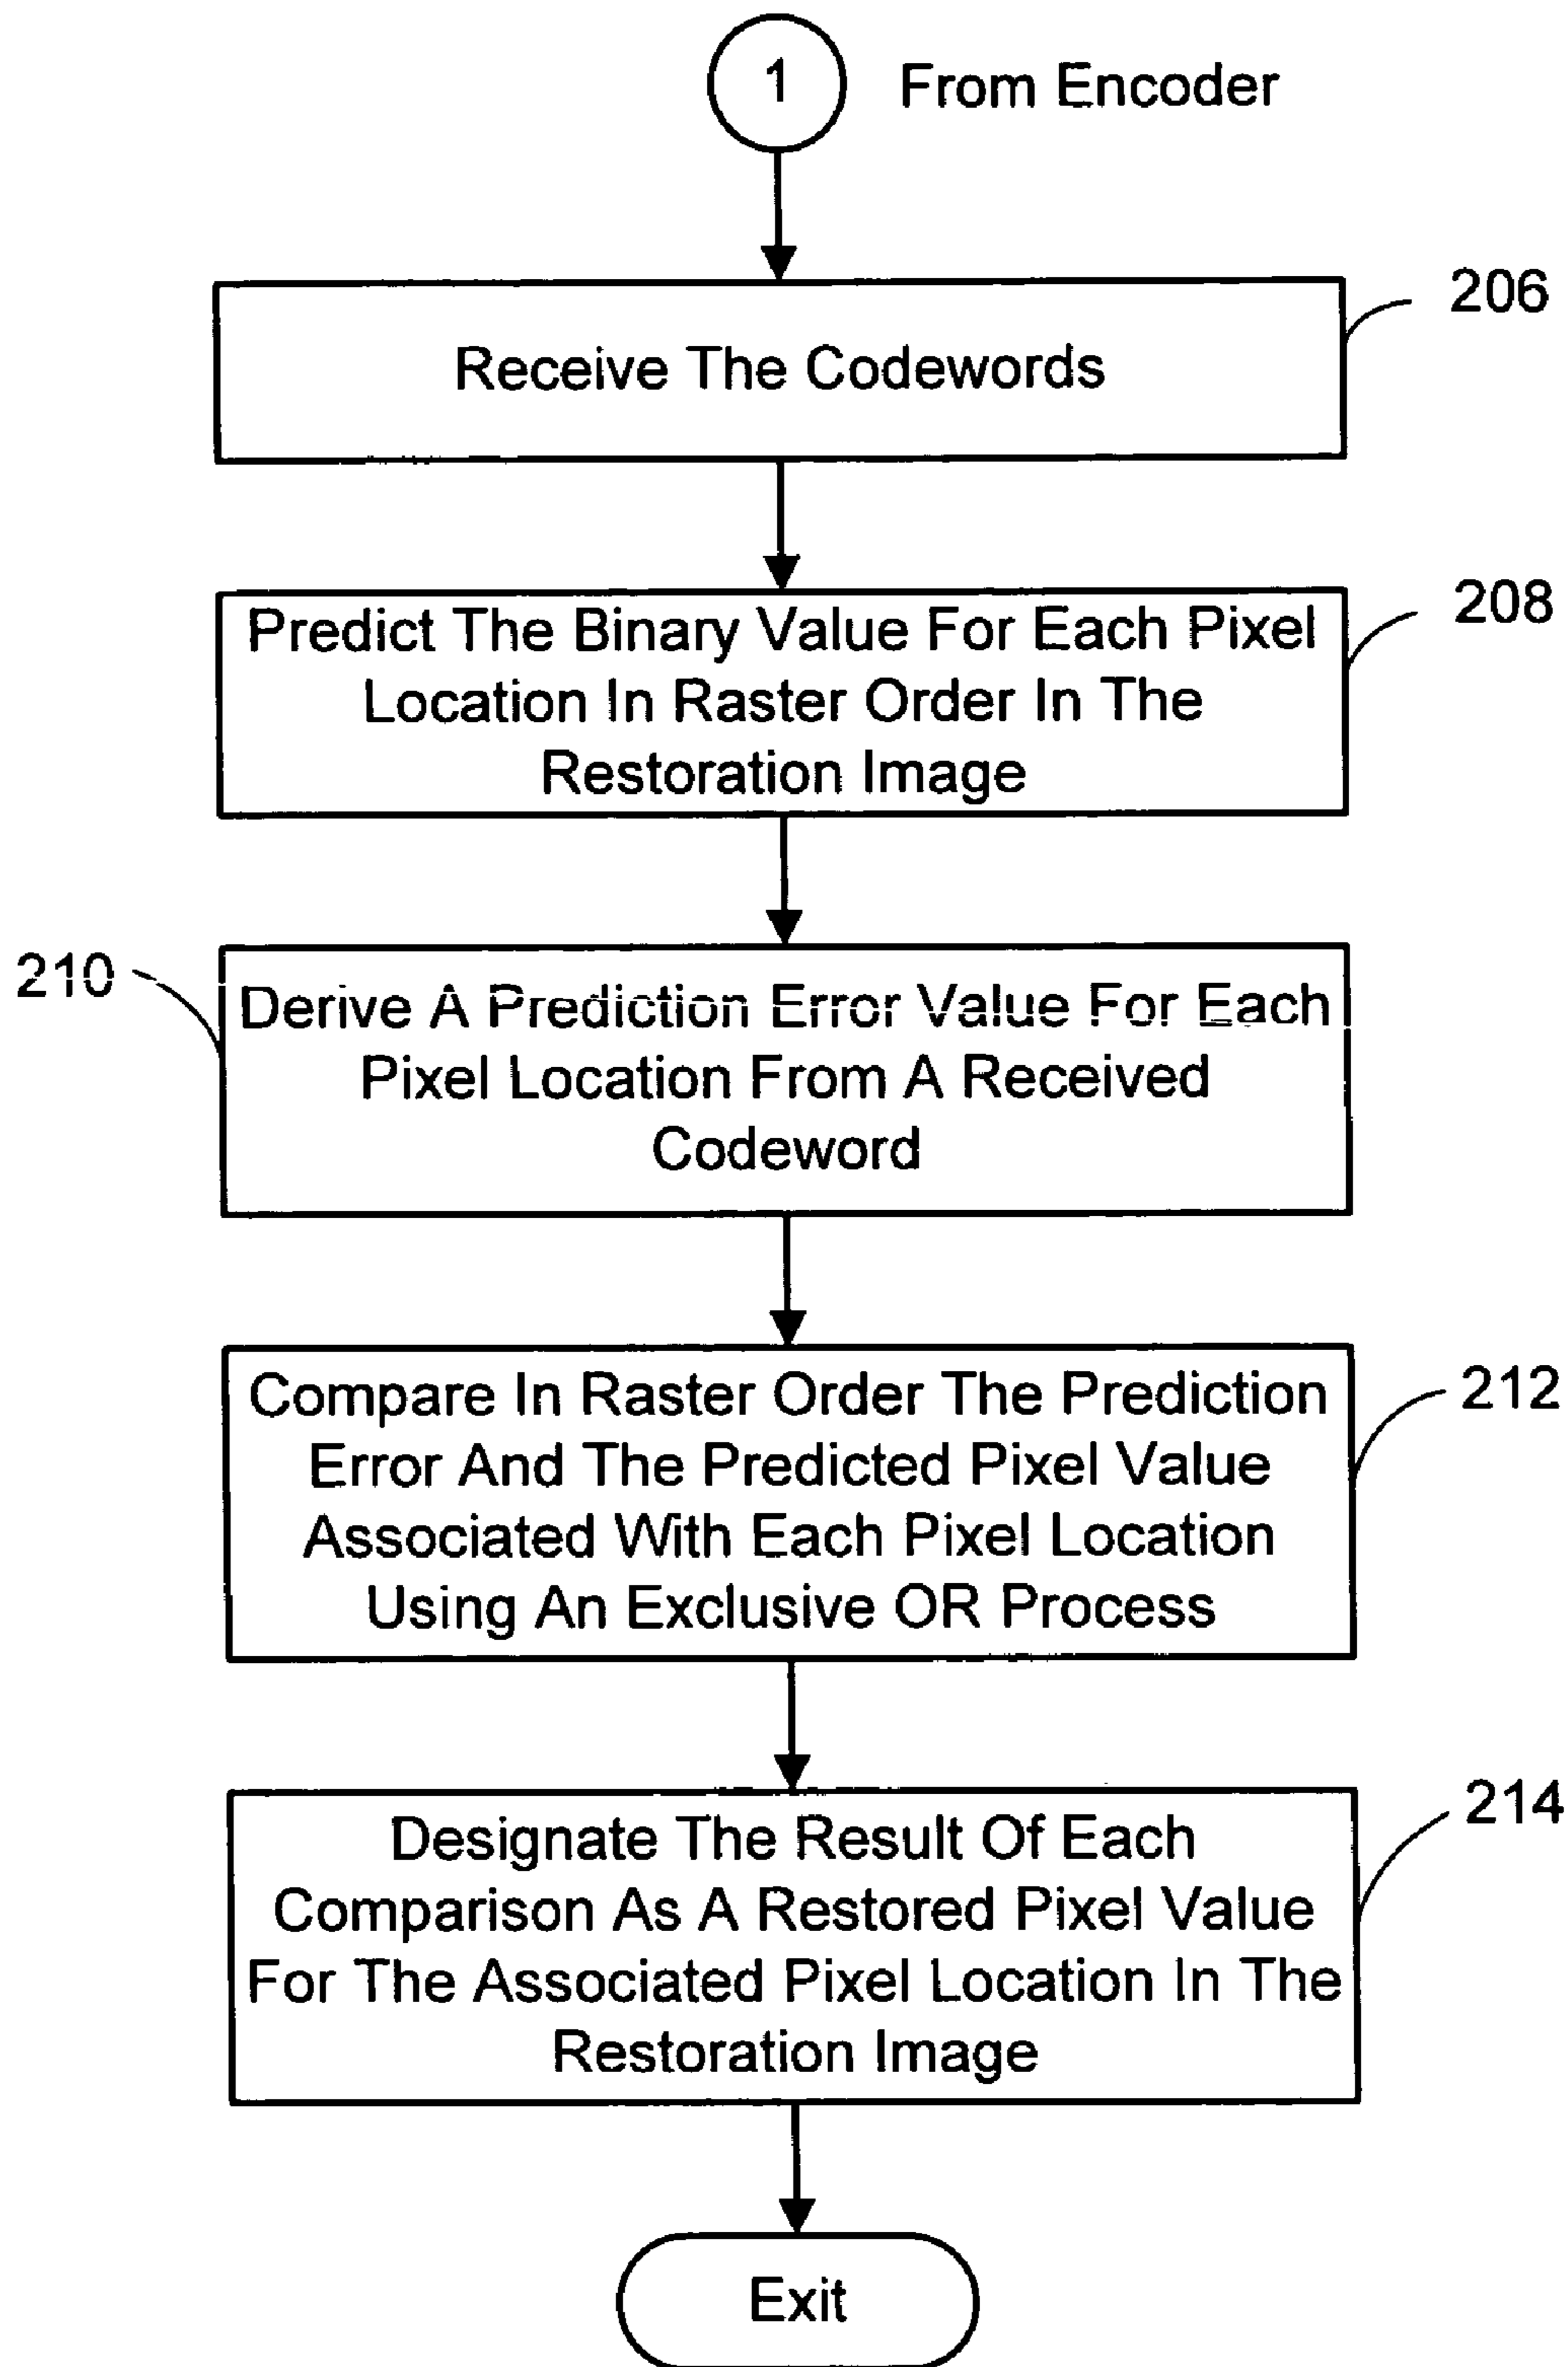 1
From Encoder
206
Receive The Codewords
208
Predict The Binary Value For Each Pixel
Location In Raster Order In The
Restoration Image
210
Derive A Prediction Error Value For Each
Pixel Location From A Received
Codeword
212
Compare In Raster Order The Prediction
Error And The Predicted Pixel Value
Associated With Each Pixel Location
Using An Exclusive OR Process
214
Designate The Result Of Each
Comparison As A Restored Pixel Value
For The Associated Pixel Location In The
Restoration Image
Exit